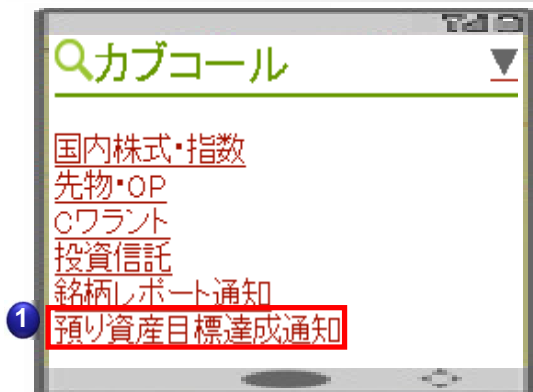 カブコール
▼
国内株式・指数
先物・OP
Cワラント
投資信託
銘柄レポート通知
1
預り資産目標達成通知